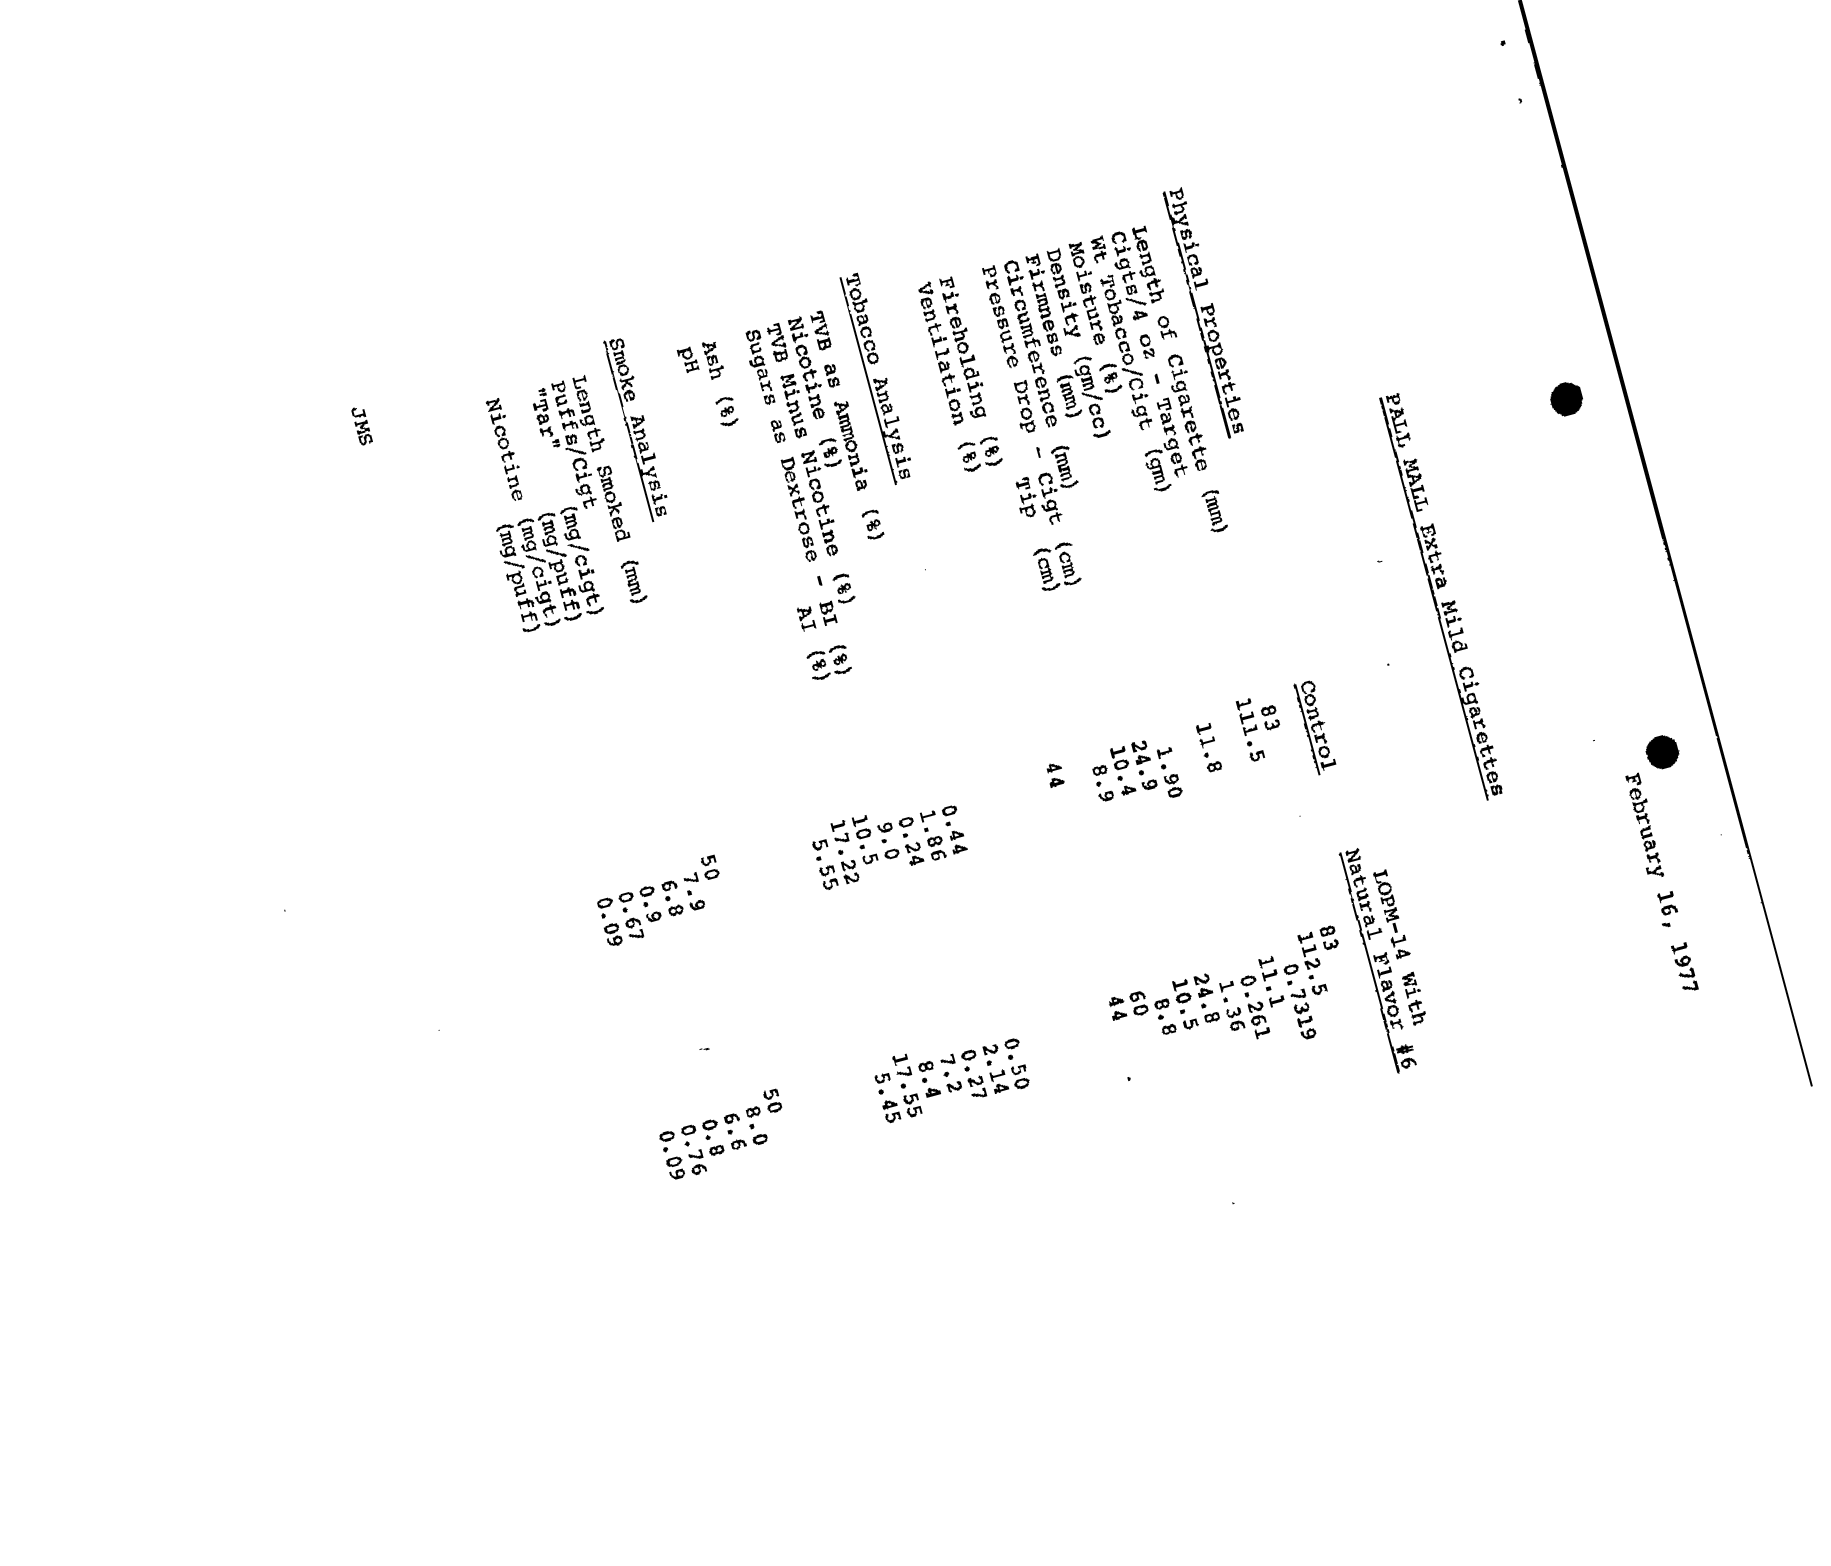 February 16, 1977
PALL MALL Extra Mild Cigarettes
LOPM-14 With
Control Natural Flavor #6
Physical Properties
Length of Cigarette (mm) 83 83
Cigts/4 oz - Target 111.5 112.5
Wt Tobacco/Cigt (gm) 0.7319
Moisture (%) 11.8 11.1
Density (gm/cc) 0.261
Firmness (mm) 1.90 1.36
Circumference (mm) 24.9 24.8
Pressure Drop - Cigt (cm) 10.4 10.5
Tip (cm) 8.9 8.8
Fireholding (%) 60
Ventilation (%) 44 44
Tobacco Analysis
TVB as Ammonia (%) 0.44 0.50
Nicotine (%) 1.86 2.14
TVB Minus Nicotine (%) 0.24 0.27
Sugars as Dextrose - BI (%) 9.0 7.2
AI (%) 10.5 8.4
Ash (%) 17.22 17.55
pH 5.55 5.45
Smoke Analysis
Length Smoked (mm) 50 50
Puffs/Cigt 7.9 8.0
"Tar" (mg/cigt) 6.8 6.6
(mg/puff) 0.9 0.8
Nicotine (mg/cigt) 0.67 0.76
(mg/puff) 0.09 0.09
JMS